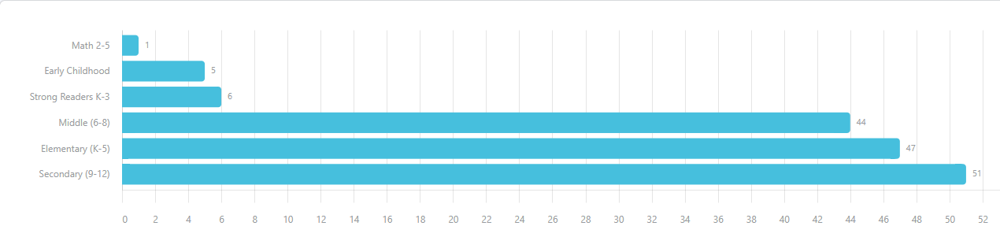 Math 2-5 1
Early Childhood 5
Strong Readers K-3 6
Middle (6-8) 44
Elementary (K-5) 47
Secondary (9-12) 51
0 2 4 6 8 10 12 14 16 18 20 22 24 26 28 30 32 34 36 38 40 42 44 46 48 50 52